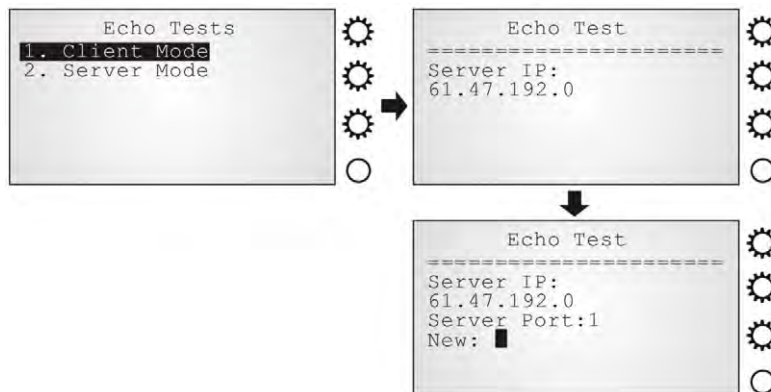 Echo Tests
1. Client Mode
2. Server Mode
Echo Test
========================
Server IP:
61.47.192.0
Echo Test
========================
Server IP:
61.47.192.0
Server Port:1
New: